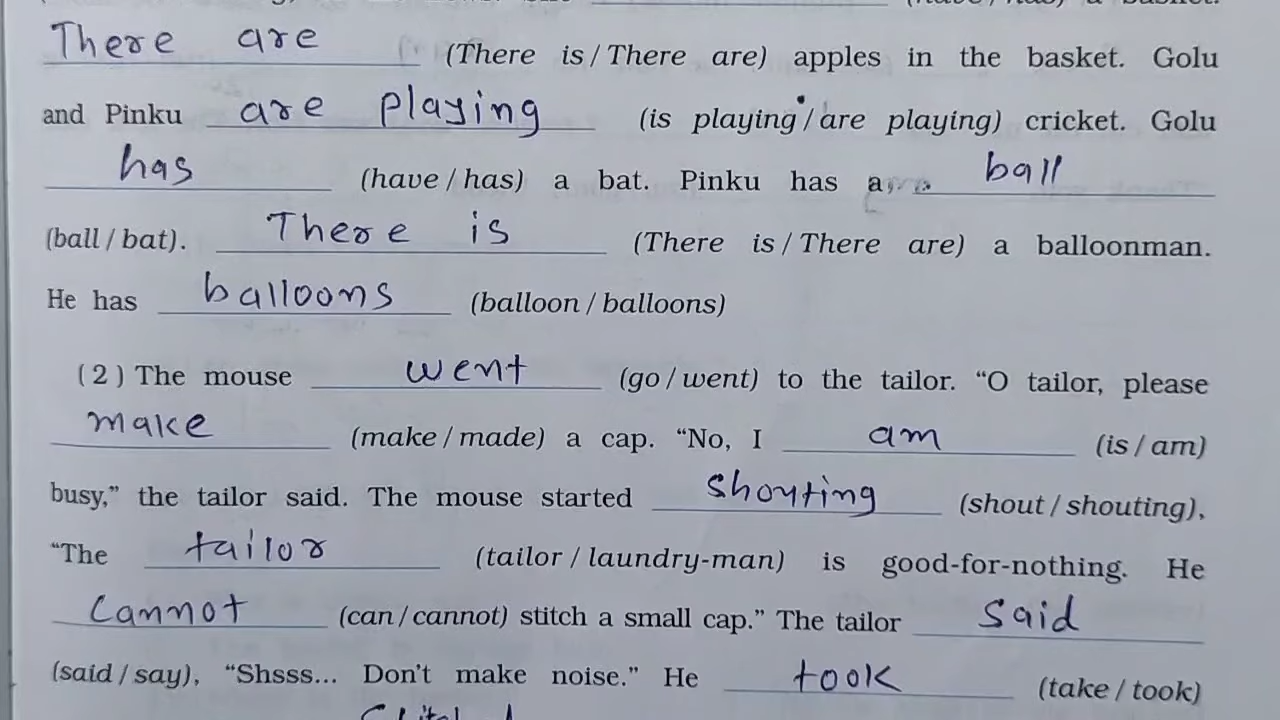 (have / has) a basket.
There are (There is / There are) apples in the basket. Golu
and Pinku are playing (is playing / are playing) cricket. Golu
has (have / has) a bat. Pinku has a ball
(ball / bat). There is (There is / There are) a balloonman.
He has balloons (balloon / balloons)
(2) The mouse went (go / went) to the tailor. “O tailor, please
make (make / made) a cap. “No, I am (is / am)
busy,” the tailor said. The mouse started shouting (shout / shouting),
“The tailor (tailor / laundry-man) is good-for-nothing. He
cannot (can / cannot) stitch a small cap.” The tailor said
(said / say), “Shsss... Don’t make noise.” He took (take / took)